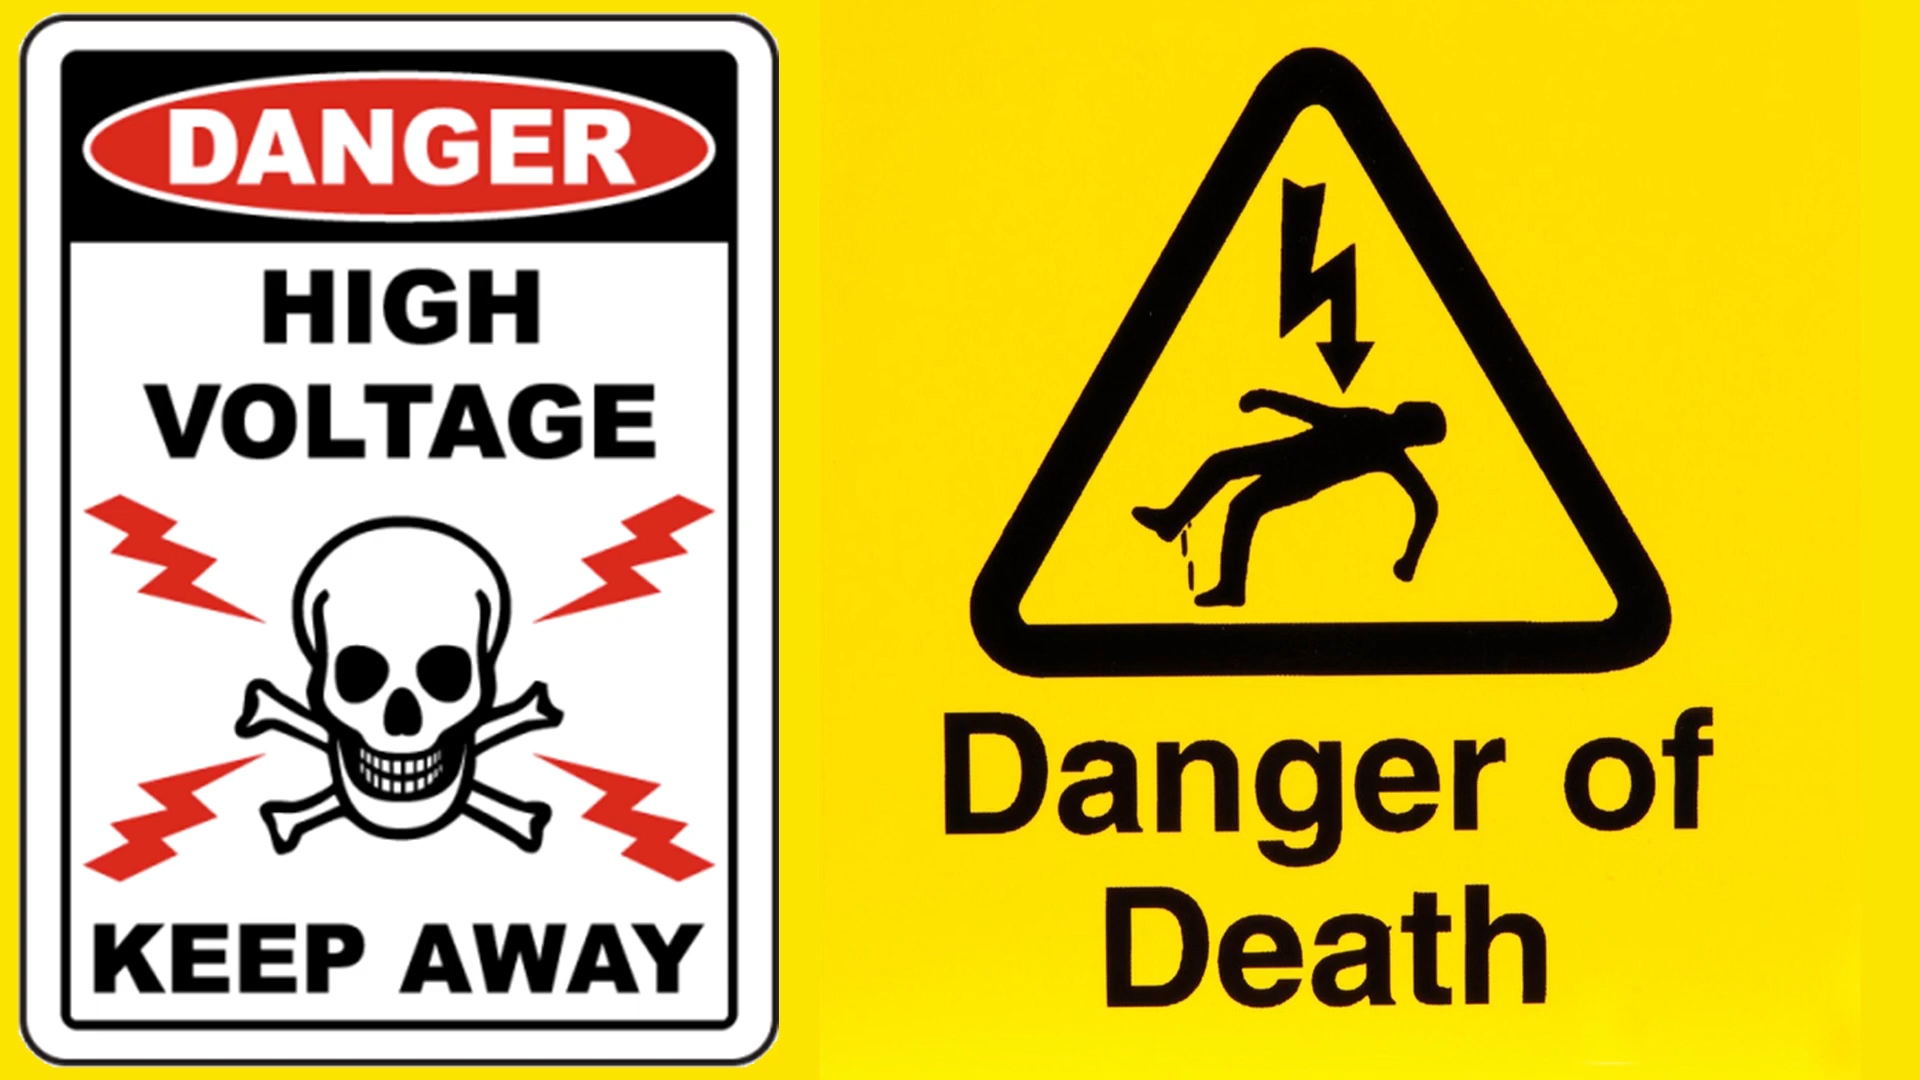 DANGER
HIGH
VOLTAGE
KEEP AWAY
Danger of
Death